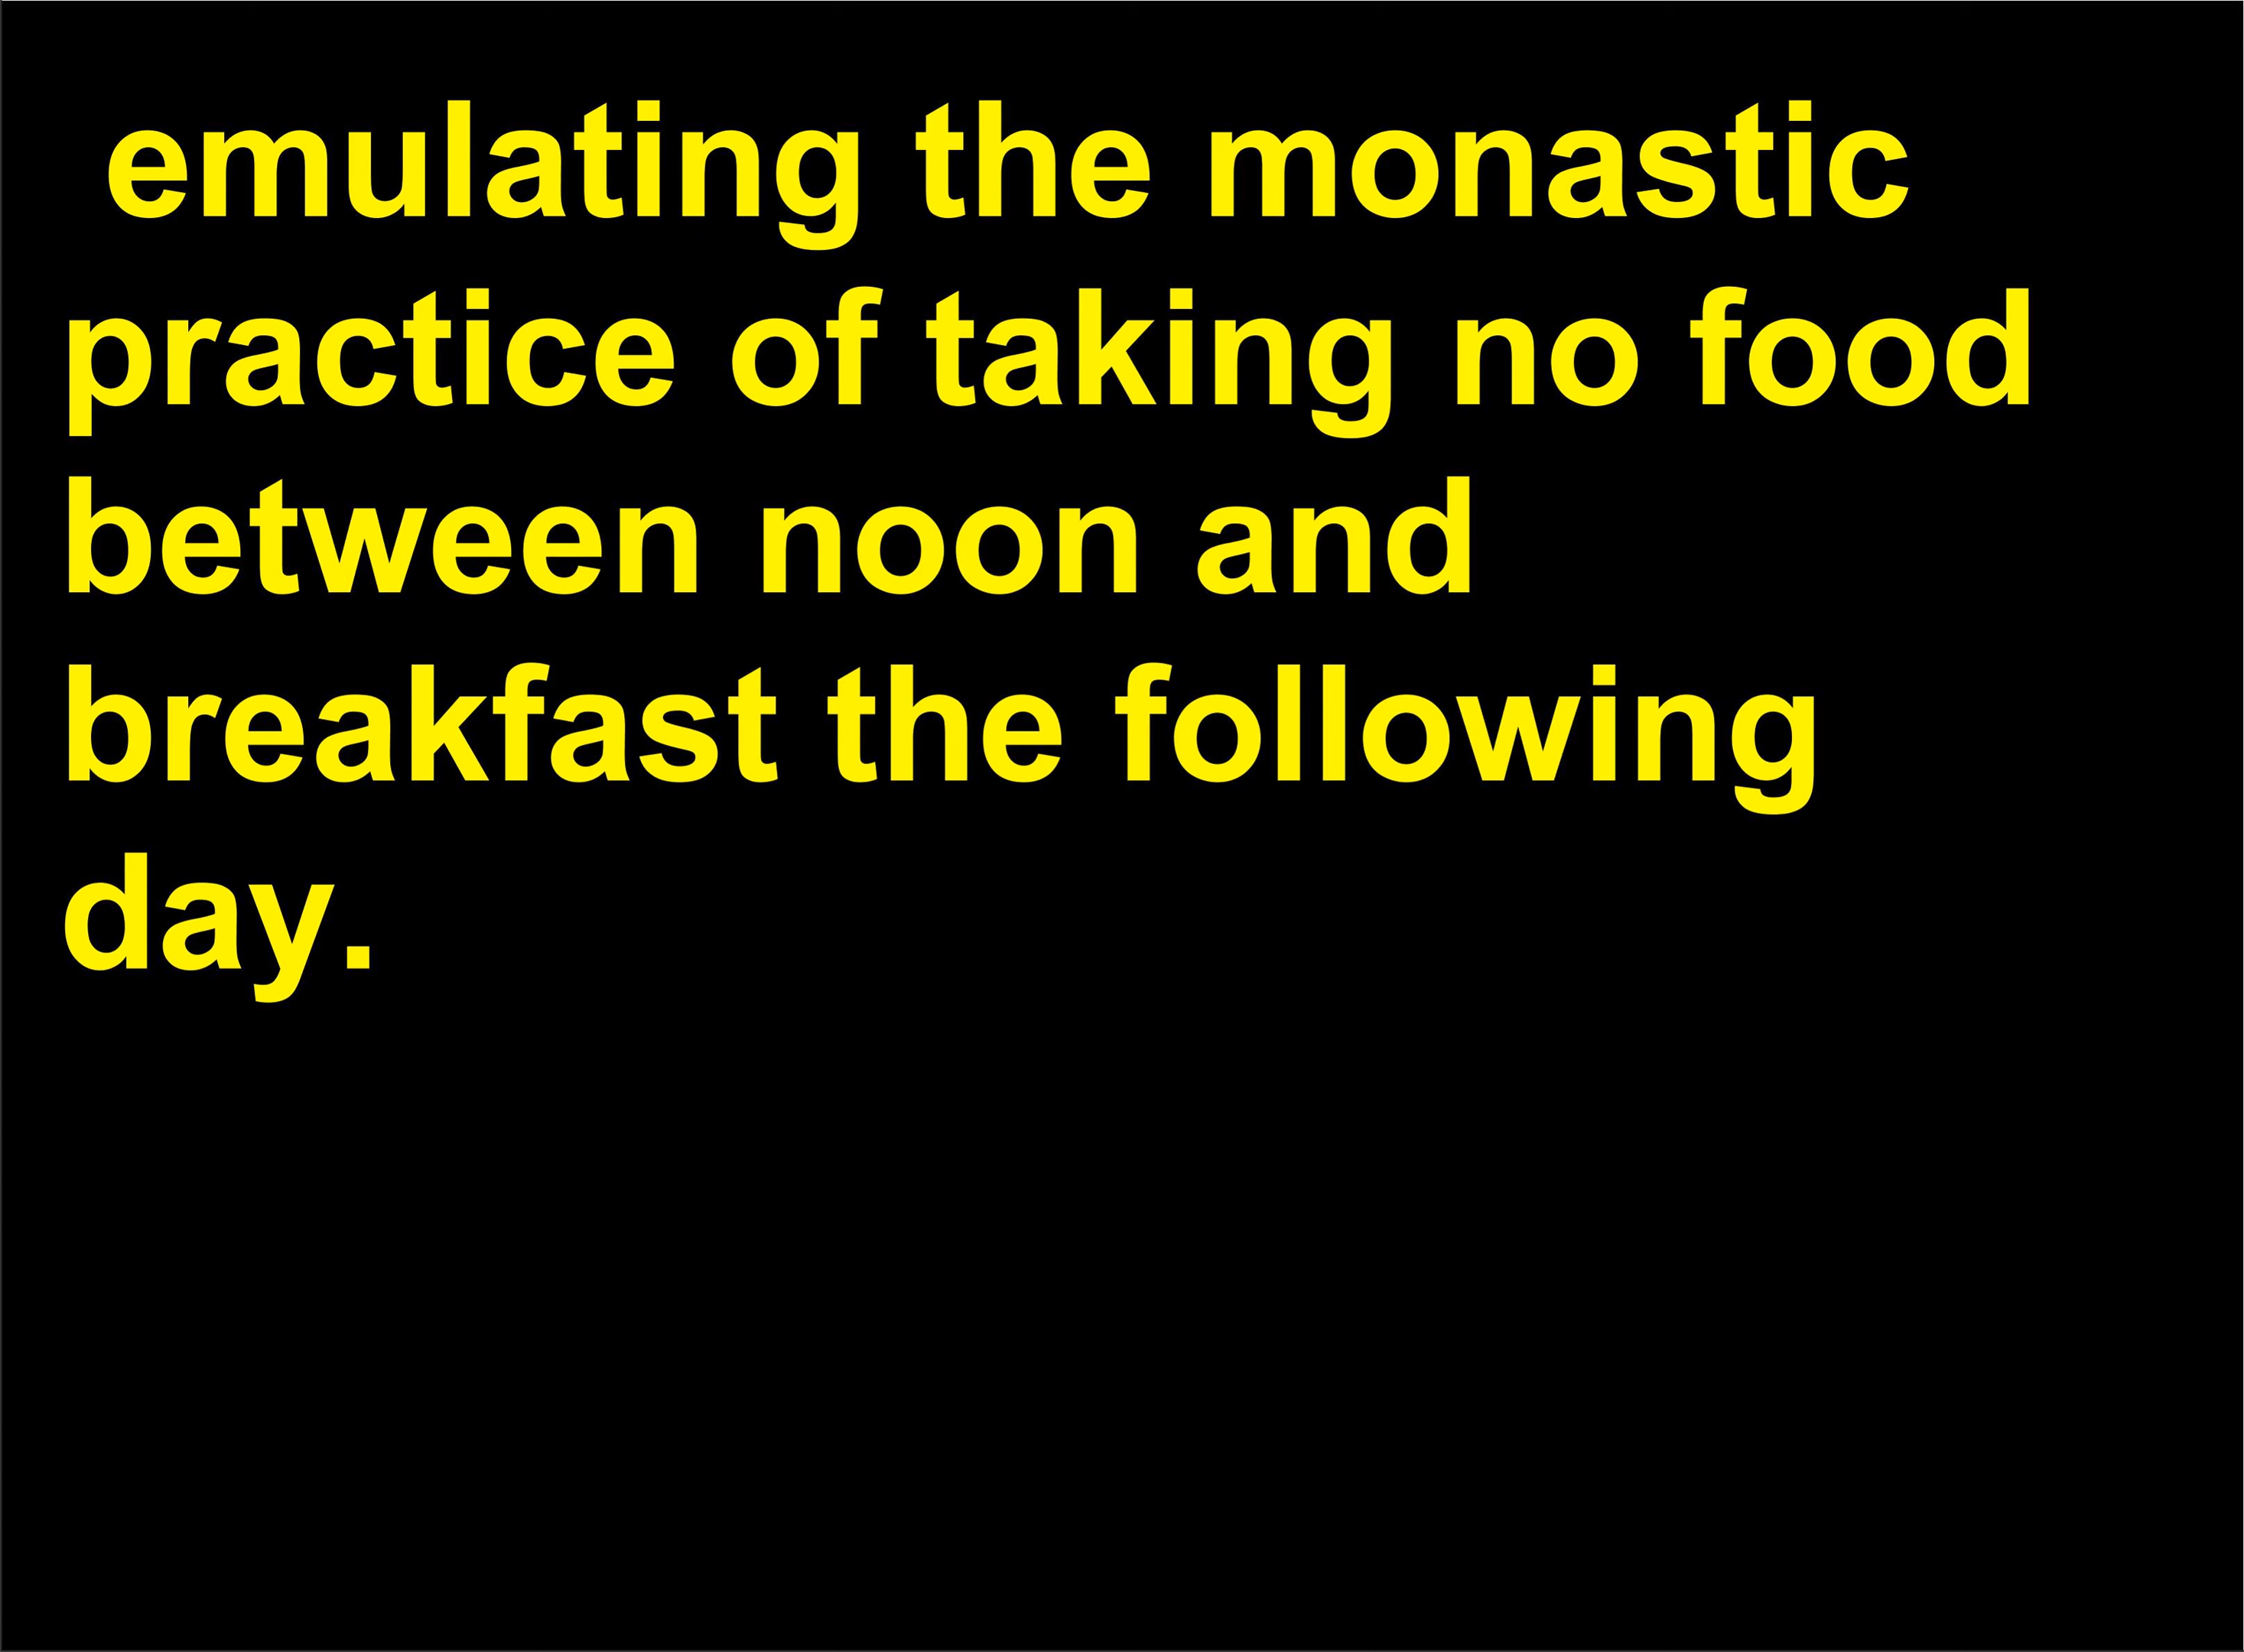 emulating the monastic
practice of taking no food
between noon and
breakfast the following
day.